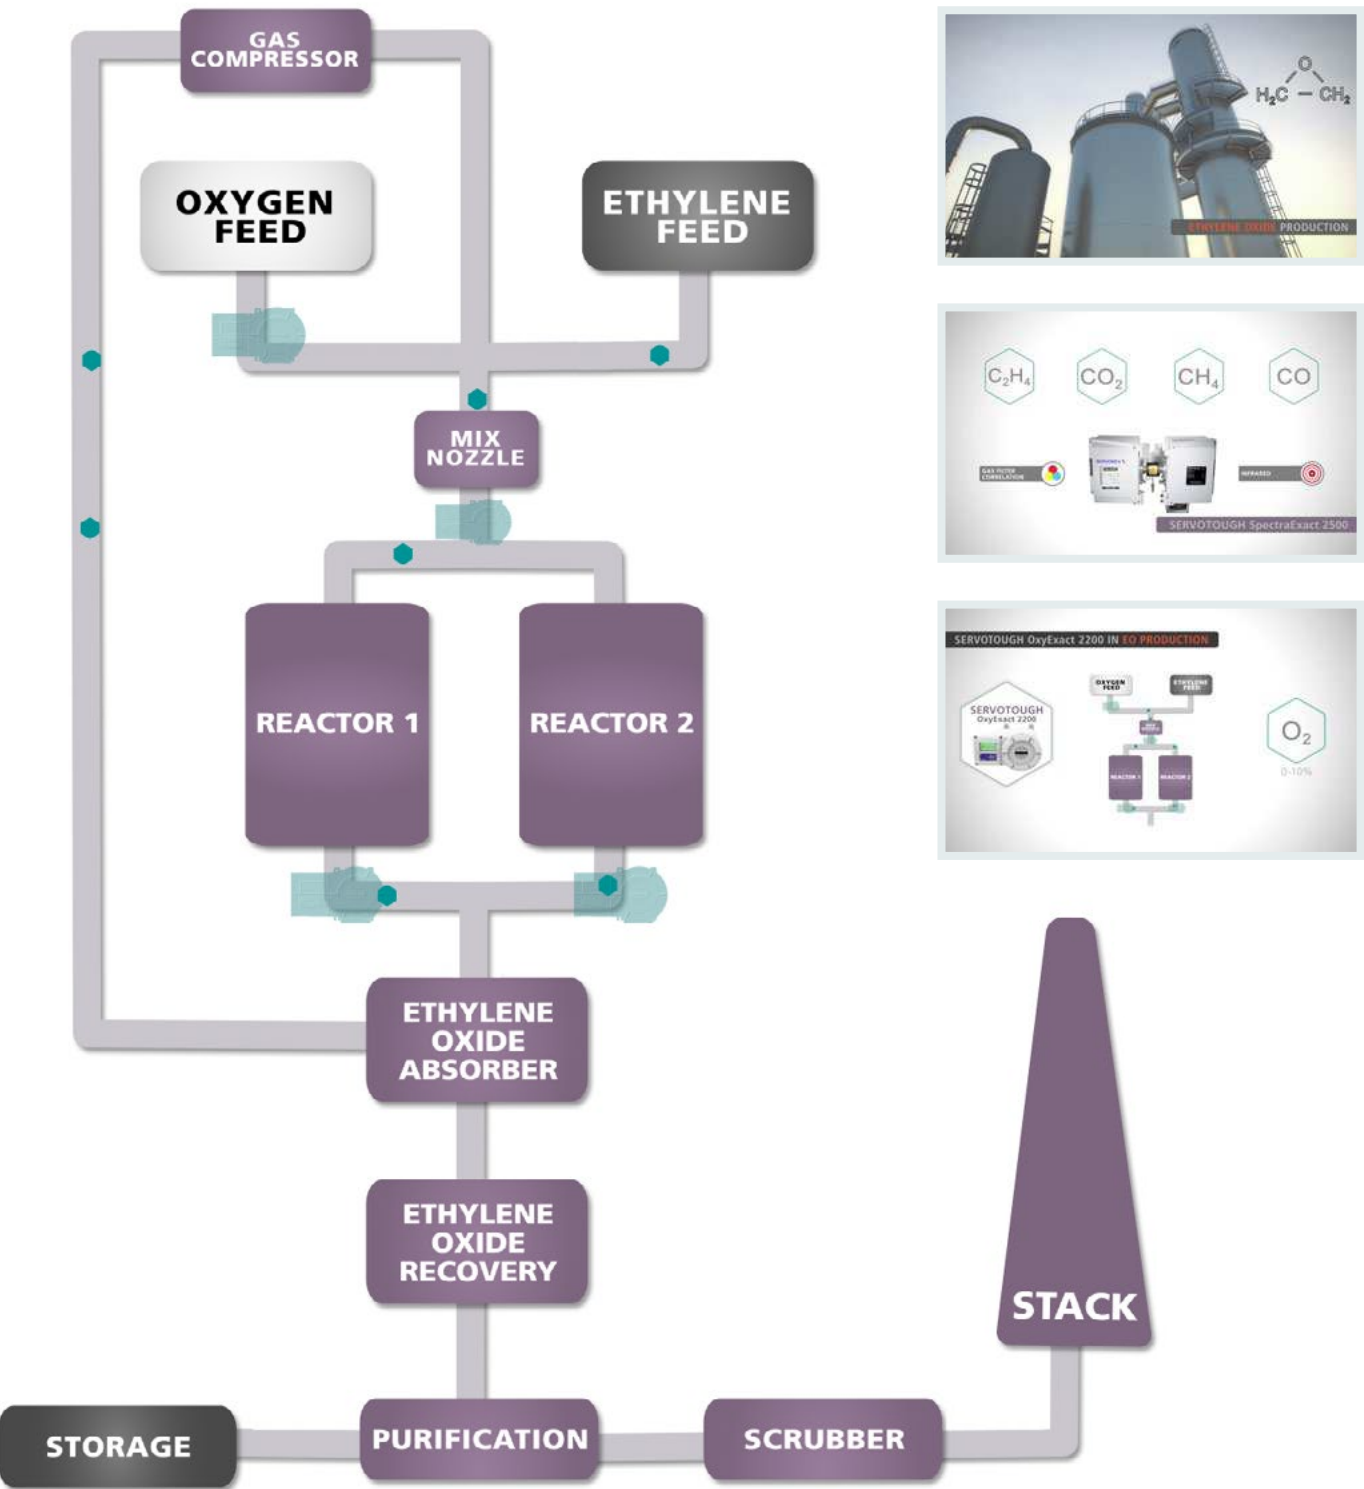 GAS
COMPRESSOR
OXYGEN
FEED
ETHYLENE
FEED
MIX
NOZZLE
REACTOR 1
REACTOR 2
ETHYLENE
OXIDE
ABSORBER
ETHYLENE
OXIDE
RECOVERY
STORAGE
PURIFICATION
SCRUBBER
STACK
O
H₂C — CH₂
ETHYLENE OXIDE PRODUCTION
C₂H₄
CO₂
CH₄
CO
GAS FILTER
CORRELATION
INFRARED
SERVOTOUGH SpectraExact 2500
SERVOTOUGH OxyExact 2200 IN EO PRODUCTION
SERVOTOUGH
OxyExact 2200
OXYGEN
FEED
ETHYLENE
FEED
MIX
NOZZLE
REACTOR 1
REACTOR 2
O₂
0-10%